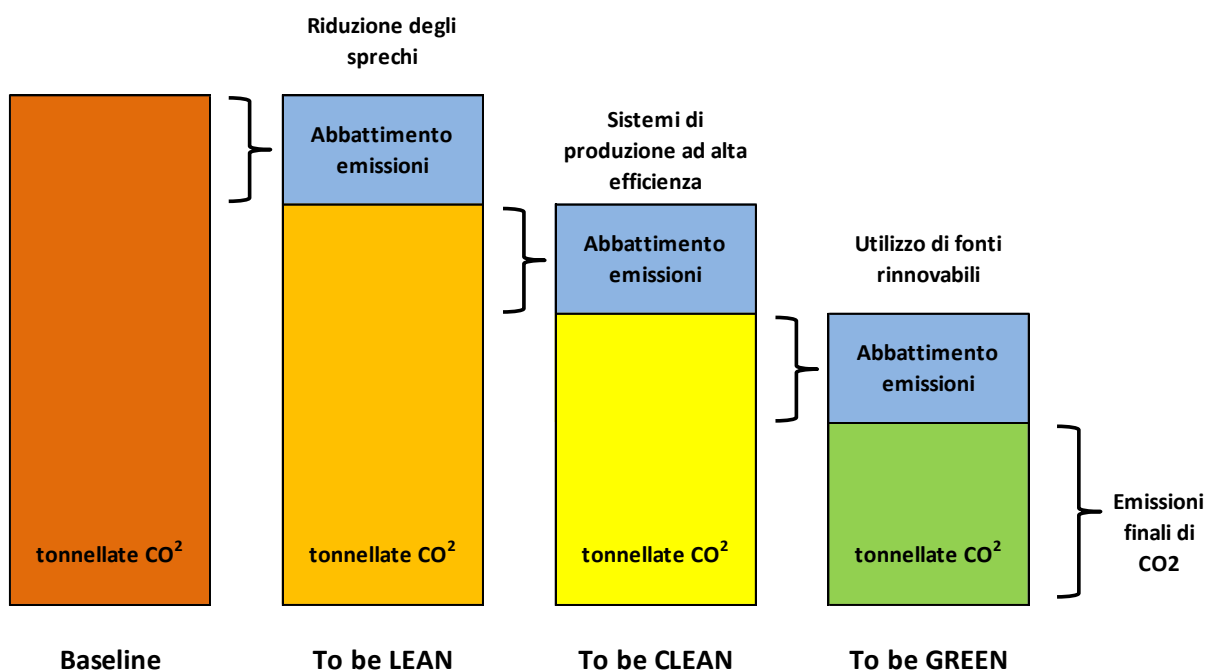 Riduzione degli
sprechi
Abbattimento
emissioni
Sistemi di
produzione ad alta
efficienza
Abbattimento
emissioni
Utilizzo di fonti
rinnovabili
Abbattimento
emissioni
tonnellate CO²
tonnellate CO²
tonnellate CO²
tonnellate CO²
Emissioni
finali di
CO2
Baseline
To be LEAN
To be CLEAN
To be GREEN